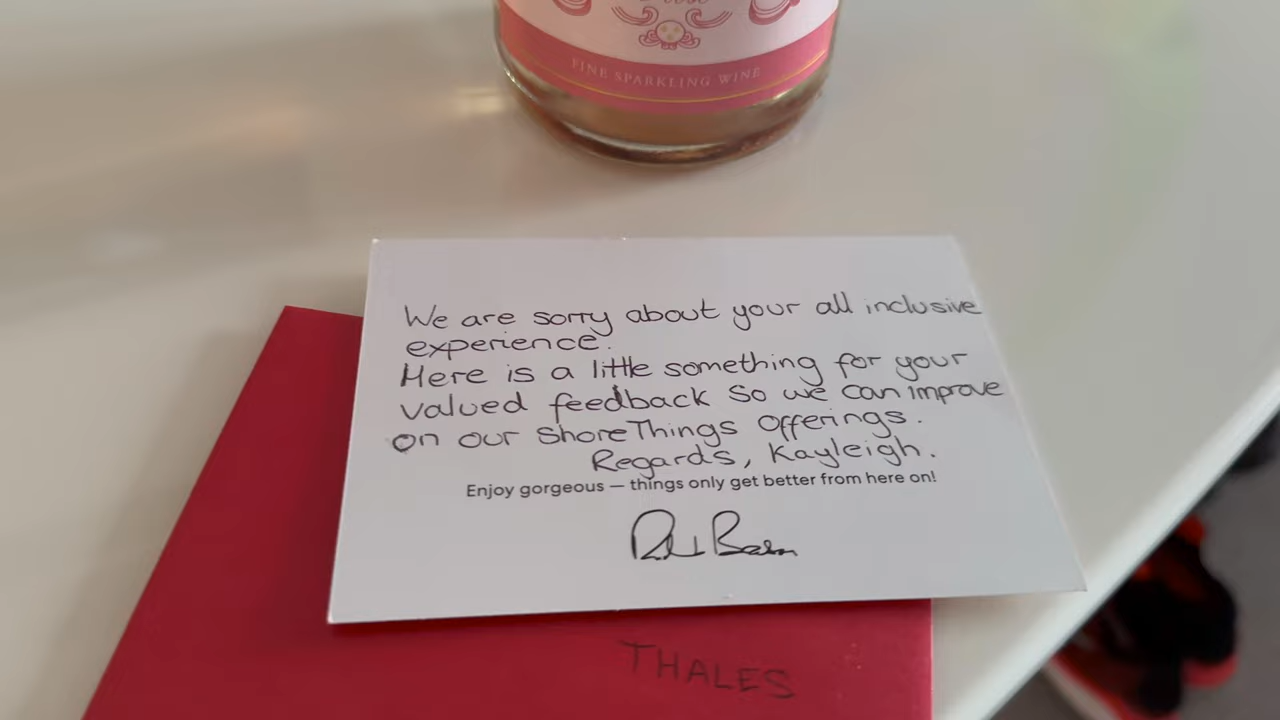 FINE SPARKLING WINE
We are sorry about your all inclusive
experience.
Here is a little something for your
valued feedback So we can improve
on our Shore Things Offerings.
Regards, Kayleigh.
Enjoy gorgeous — things only get better from here on!
THALES